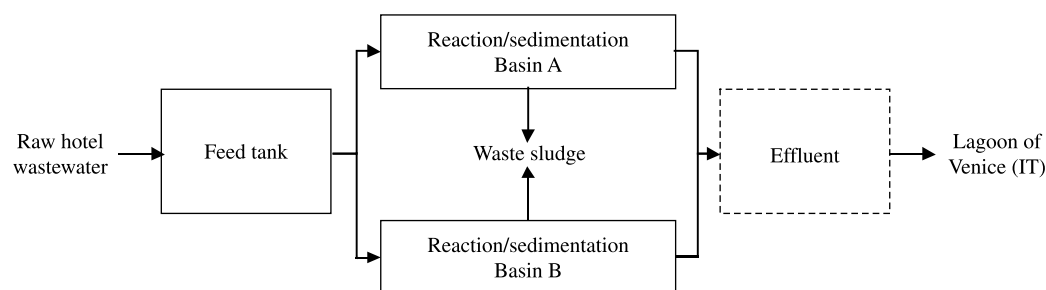 Reaction/sedimentation
Basin A
Raw hotel
wastewater
Feed tank
Waste sludge
Effluent
Lagoon of
Venice (IT)
Reaction/sedimentation
Basin B